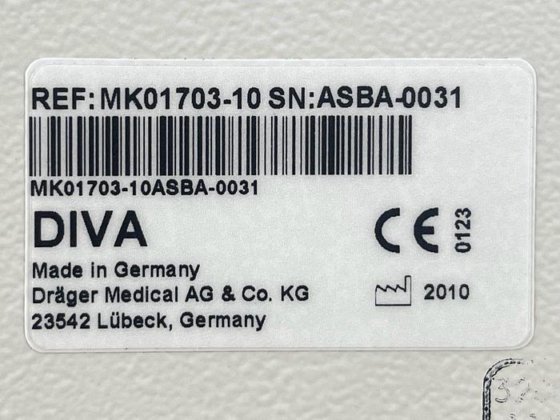 REF:MK01703-10 SN:ASBA-0031
MK01703-10ASBA-0031
DIVA
CE 0123
Made in Germany
Dräger Medical AG & Co. KG
2010
23542 Lübeck, Germany